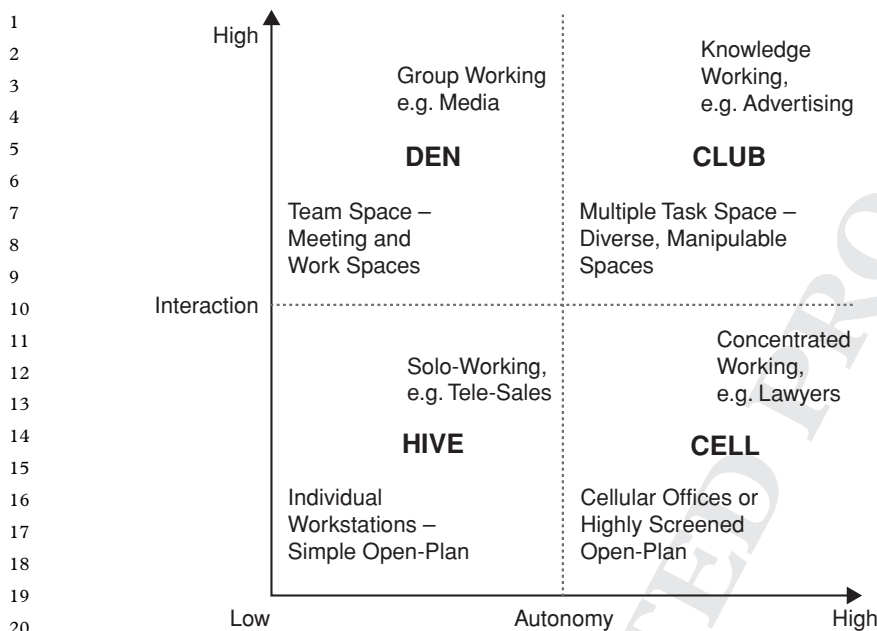 1
2
3
4
5
6
7
8
9
10
11
12
13
14
15
16
17
18
19
20
High
Group Working
e.g. Media
DEN
Team Space –
Meeting and
Work Spaces
Knowledge
Working,
e.g. Advertising
CLUB
Multiple Task Space –
Diverse, Manipulable
Spaces
Interaction
Solo-Working,
e.g. Tele-Sales
HIVE
Individual
Workstations –
Simple Open-Plan
Concentrated
Working,
e.g. Lawyers
CELL
Cellular Offices or
Highly Screened
Open-Plan
Low
Autonomy
High
TED PRO